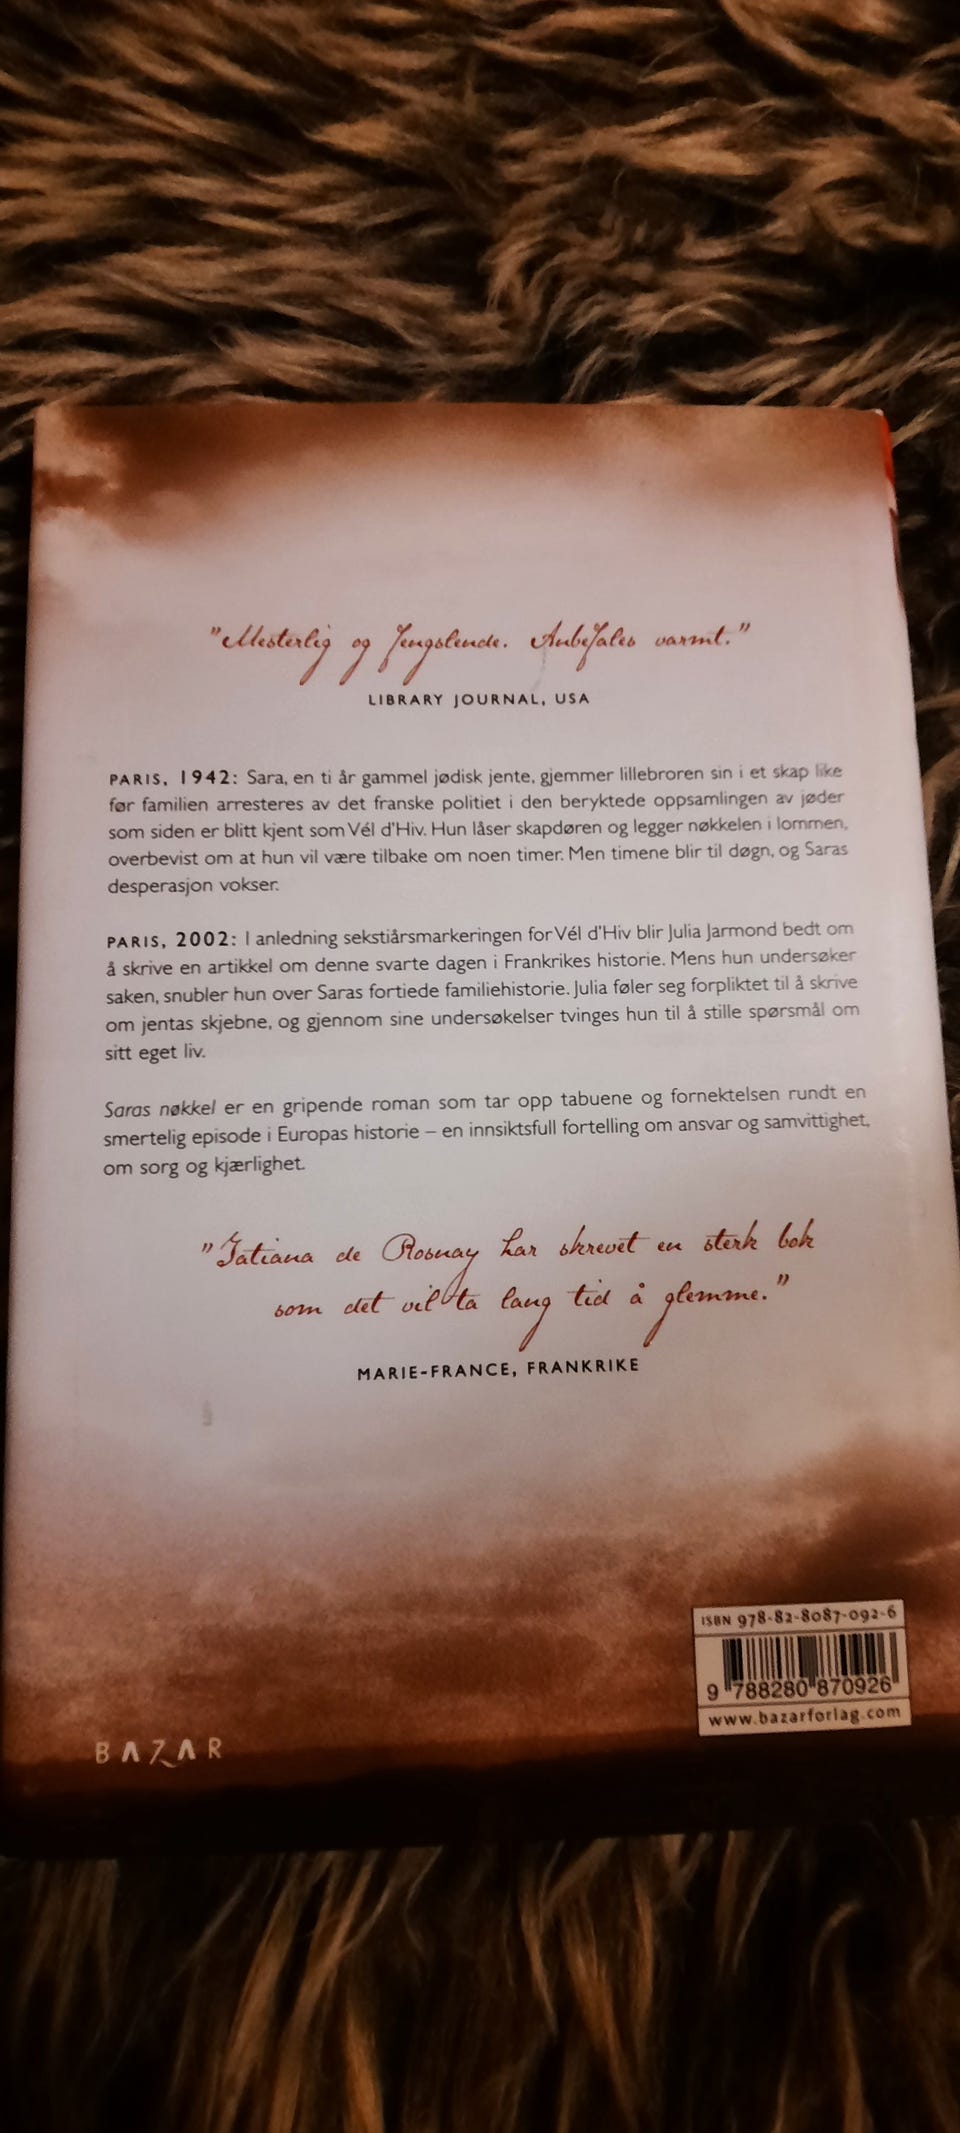 "Mesterlig og fengslende. Anbefales varmt."
LIBRARY JOURNAL, USA
PARIS, 1942: Sara, en ti år gammel jødisk jente, gjemmer lillebroren sin i et skap like
før familien arresteres av det franske politiet i den beryktede oppsamlingen av jøder
som siden er blitt kjent som Vél d'Hiv. Hun låser skapdøren og legger nøkkelen i lommen,
overbevist om at hun vil være tilbake om noen timer. Men timene blir til døgn, og Saras
desperasjon vokser.
PARIS, 2002: I anledning sekstiårsmarkeringen for Vél d'Hiv blir Julia Jarmond bedt om
å skrive en artikkel om denne svarte dagen i Frankrikes historie. Mens hun undersøker
saken, snubler hun over Saras fortiede familiehistorie. Julia føler seg forpliktet til å skrive
om jentas skjebne, og gjennom sine undersøkelser tvinges hun til å stille spørsmål om
sitt eget liv.
Saras nøkkel er en gripende roman som tar opp tabuene og fornektelsen rundt en
smertelig episode i Europas historie – en innsiktsfull fortelling om ansvar og samvittighet,
om sorg og kjærlighet.
"Tatiana de Rosnay har skrevet en sterk bok
som det vil ta lang tid å glemme."
MARIE-FRANCE, FRANKRIKE
ISBN 978-82-8087-092-6
9 788280 870926
www.bazarforlag.com
BAZAR